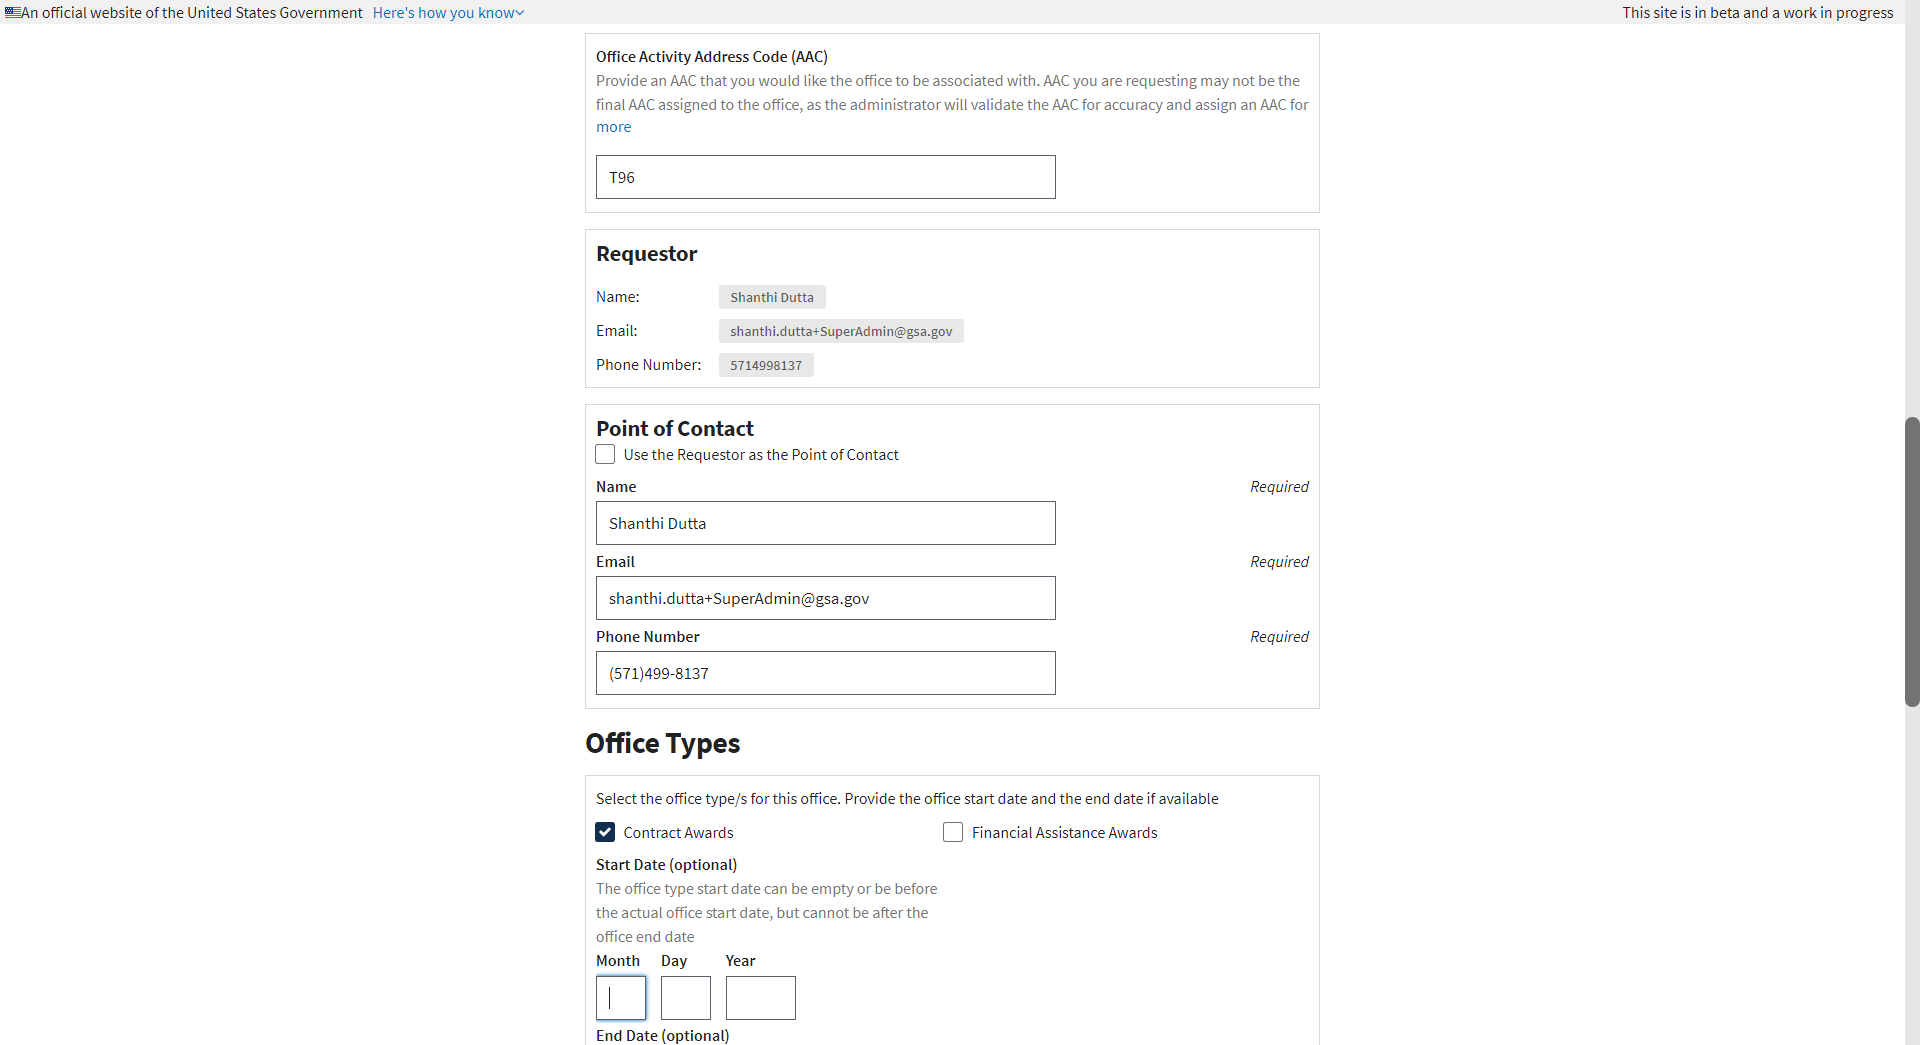 An official website of the United States Government Here's how you know
This site is in beta and a work in progress
Office Activity Address Code (AAC)
Provide an AAC that you would like the office to be associated with. AAC you are requesting may not be the
final AAC assigned to the office, as the administrator will validate the AAC for accuracy and assign an AAC for
more
T96
Requestor
Name: Shanthi Dutta
Email: shanthi.dutta+SuperAdmin@gsa.gov
Phone Number: 5714998137
Point of Contact
Use the Requestor as the Point of Contact
Name Required
Shanthi Dutta
Email Required
shanthi.dutta+SuperAdmin@gsa.gov
Phone Number Required
(571)499-8137
Office Types
Select the office type/s for this office. Provide the office start date and the end date if available
Contract Awards Financial Assistance Awards
Start Date (optional)
The office type start date can be empty or be before
the actual office start date, but cannot be after the
office end date
Month Day Year
End Date (optional)